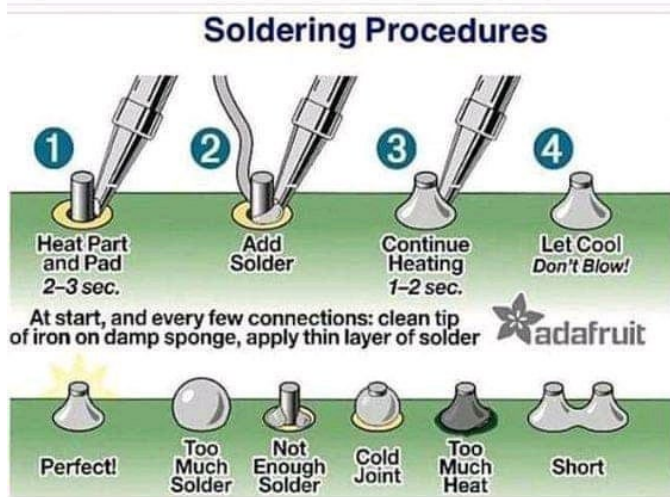 Soldering Procedures
1
2
3
4
Heat Part
and Pad
2-3 sec.
Add
Solder
Continue
Heating
1-2 sec.
Let Cool
Don't Blow!
At start, and every few connections: clean tip
of iron on damp sponge, apply thin layer of solder
adafruit
Perfect!
Too
Much
Solder
Not
Enough
Solder
Cold
Joint
Too
Much
Heat
Short